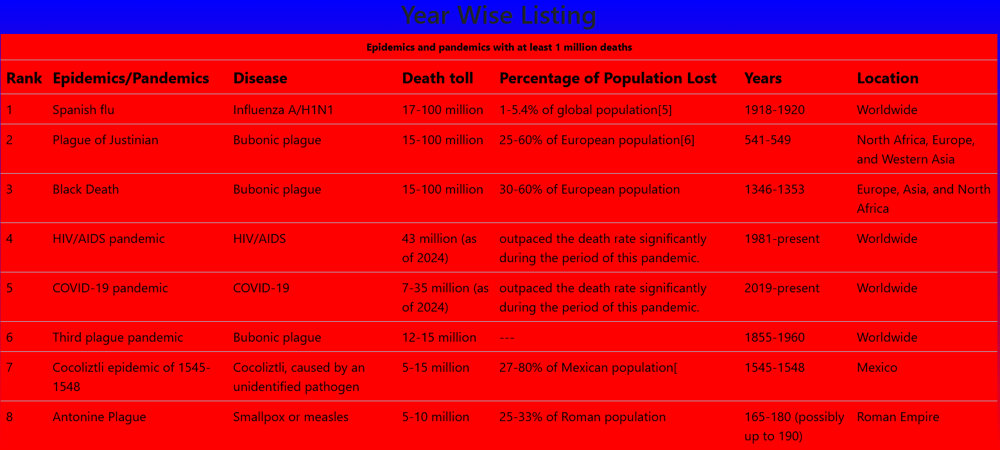 Year Wise Listing
Epidemics and pandemics with at least 1 million deaths
Rank Epidemics/Pandemics Disease Death toll Percentage of Population Lost Years Location
1 Spanish flu Influenza A/H1N1 17-100 million 1-5.4% of global population[5] 1918-1920 Worldwide
2 Plague of Justinian Bubonic plague 15-100 million 25-60% of European population[6] 541-549 North Africa, Europe,
and Western Asia
3 Black Death Bubonic plague 15-100 million 30-60% of European population 1346-1353 Europe, Asia, and North
Africa
4 HIV/AIDS pandemic HIV/AIDS 43 million (as outpaced the death rate significantly 1981-present Worldwide
of 2024) during the period of this pandemic.
5 COVID-19 pandemic COVID-19 7-35 million (as outpaced the death rate significantly 2019-present Worldwide
of 2024) during the period of this pandemic.
6 Third plague pandemic Bubonic plague 12-15 million --- 1855-1960 Worldwide
7 Cocoliztli epidemic of 1545- Cocoliztli, caused by an 5-15 million 27-80% of Mexican population[ 1545-1548 Mexico
1548 unidentified pathogen
8 Antonine Plague Smallpox or measles 5-10 million 25-33% of Roman population 165-180 (possibly Roman Empire
up to 190)